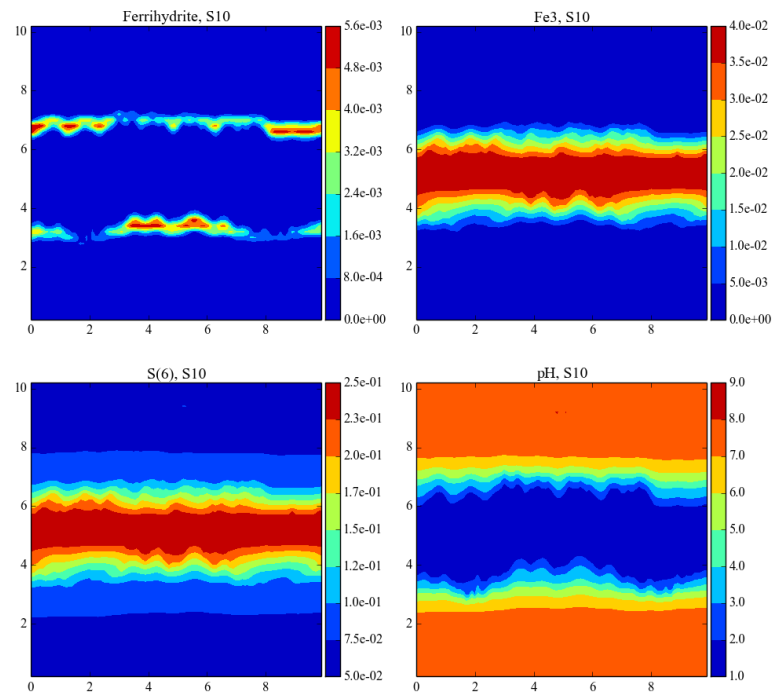 Ferrihydrite, S10
10
8
6
4
2
0
2
4
6
8
5.6e-03
4.8e-03
4.0e-03
3.2e-03
2.4e-03
1.6e-03
8.0e-04
0.0e+00
Fe3, S10
10
8
6
4
2
0
2
4
6
8
4.0e-02
3.5e-02
3.0e-02
2.5e-02
2.0e-02
1.5e-02
1.0e-02
5.0e-03
0.0e+00
S(6), S10
10
8
6
4
2
0
2
4
6
8
2.5e-01
2.3e-01
2.0e-01
1.7e-01
1.5e-01
1.2e-01
1.0e-01
7.5e-02
5.0e-02
pH, S10
10
8
6
4
2
0
2
4
6
8
9.0
8.0
7.0
6.0
5.0
4.0
3.0
2.0
1.0